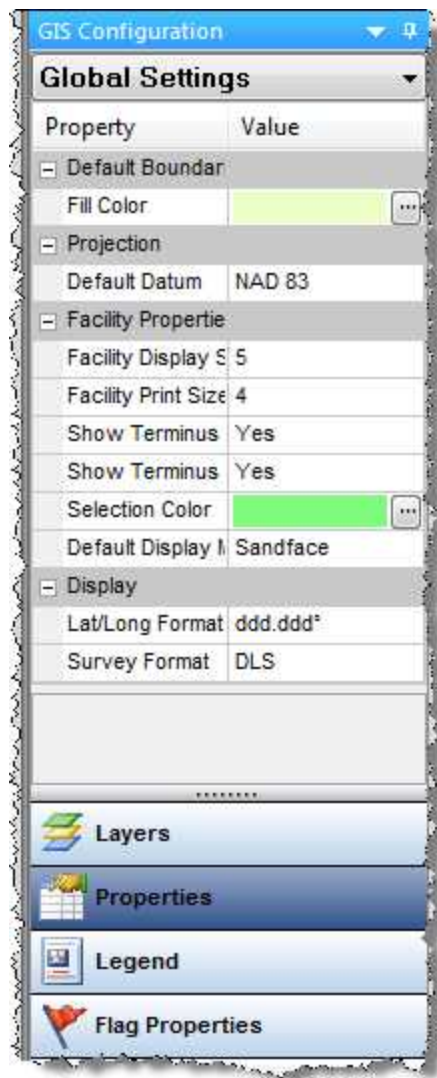 GIS Configuration
Global Settings
Property Value
Default Boundar
Fill Color ...
Projection
Default Datum NAD 83
Facility Propertie
Facility Display S 5
Facility Print Size 4
Show Terminus Yes
Show Terminus Yes
Selection Color ...
Default Display M Sandface
Display
Lat/Long Format ddd.ddd°
Survey Format DLS
Layers
Properties
Legend
Flag Properties